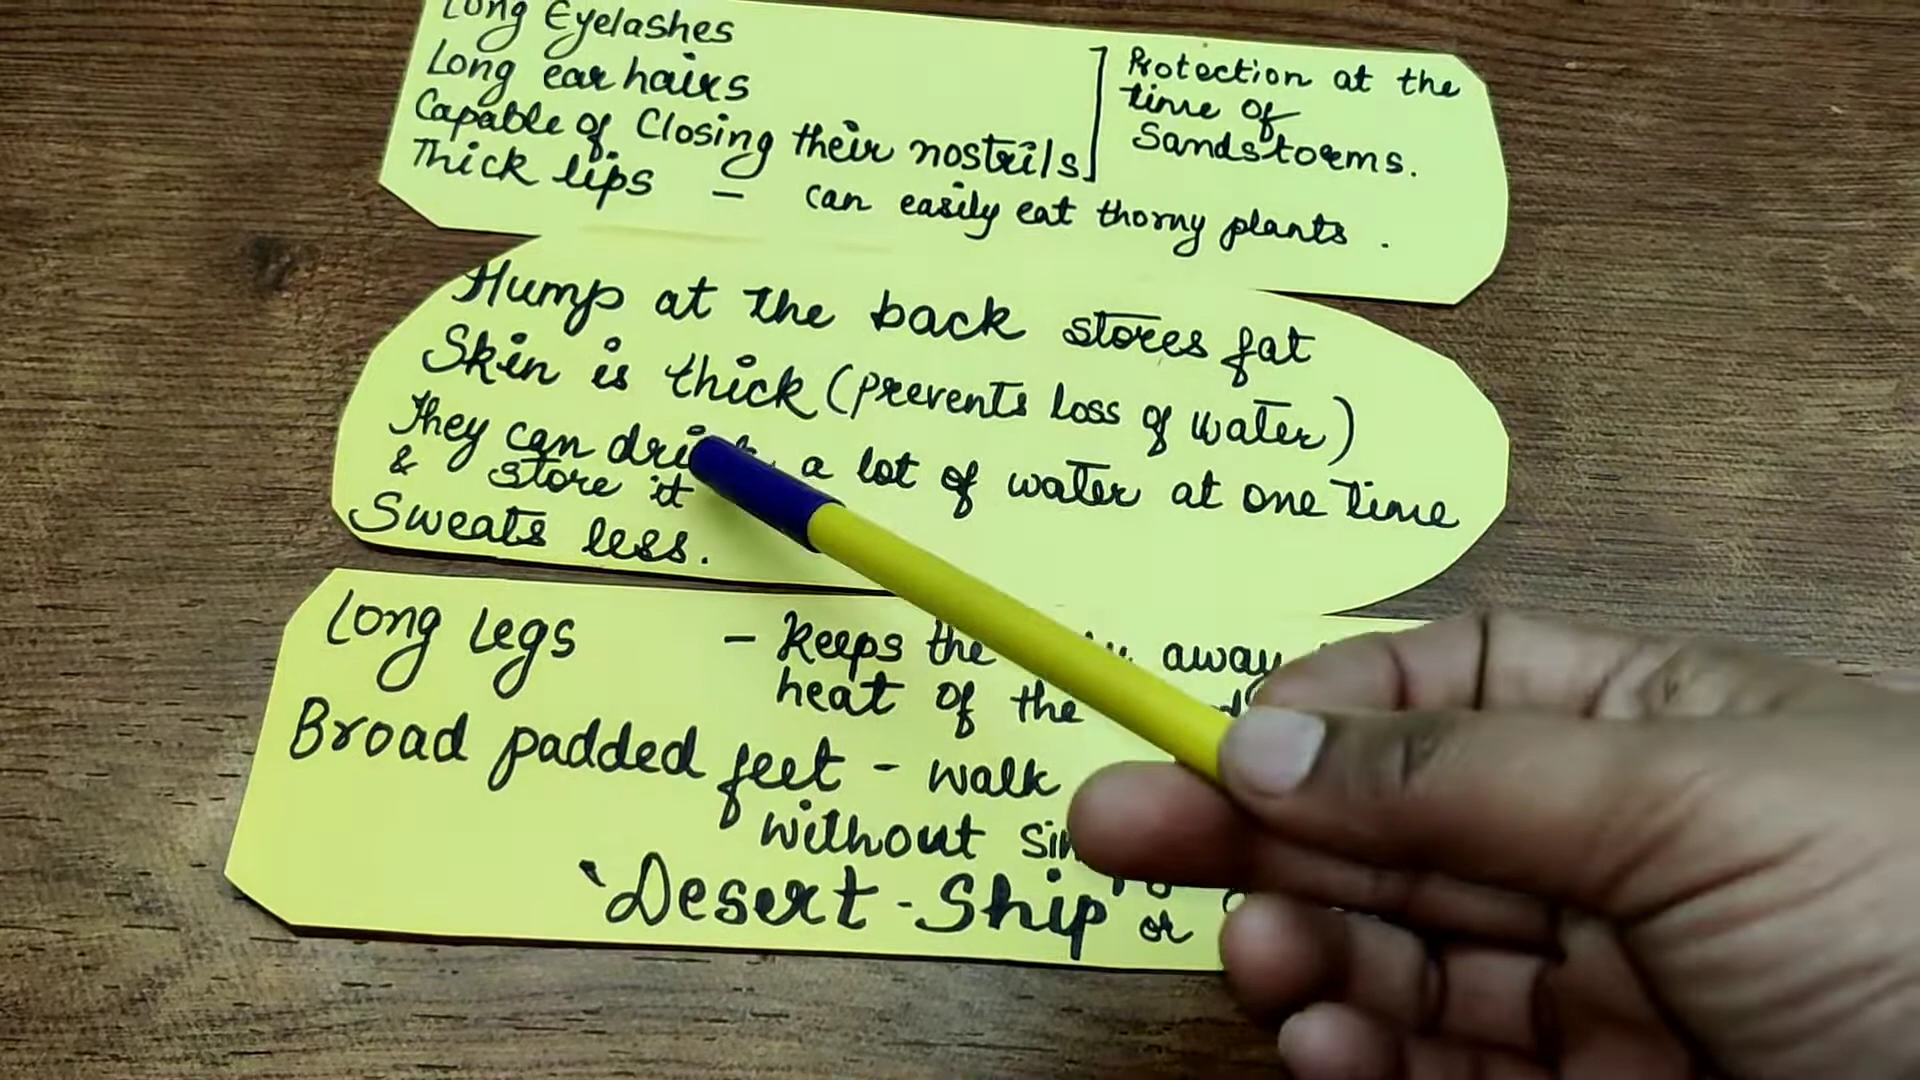 Long Eyelashes
Long ear hairs
Capable of Closing their nostrils
Thick lips - can easily eat thorny plants .
Protection at the
time of
Sandstorms.
Hump at the back stores fat
Skin is thick (prevents loss of water)
They can drink a lot of water at one time
& store it
Sweats less.
Long Legs - Keeps the away
heat of the
Broad padded feet - walk
without
'Desert-Ship or